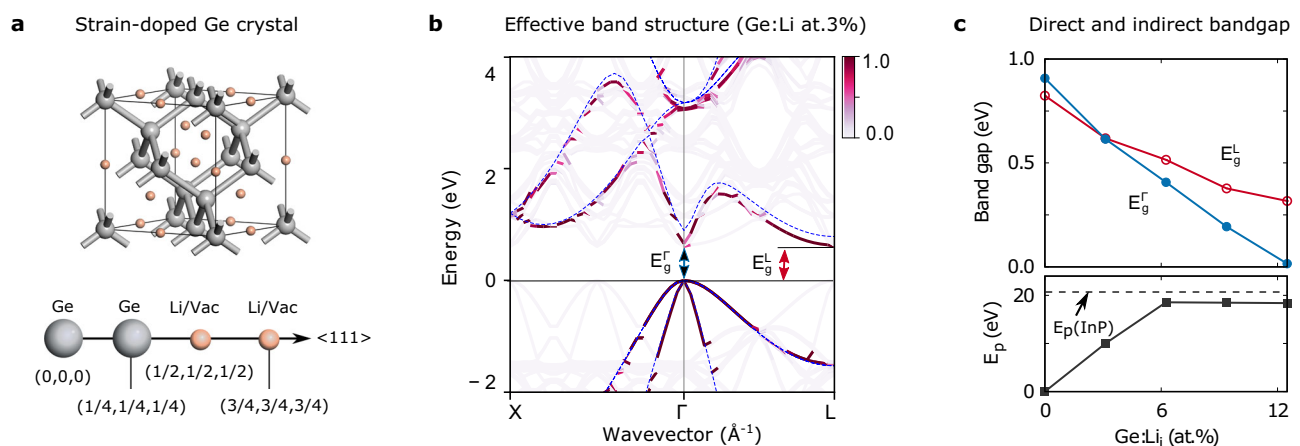 a Strain-doped Ge crystal
Ge Ge Li/Vac Li/Vac
<111>
(0,0,0) (1/2,1/2,1/2)
(1/4,1/4,1/4) (3/4,3/4,3/4)
b Effective band structure (Ge:Li at.3%)
Energy (eV)
4
2
0
−2
1.0
0.0
E_g^Γ
E_g^L
X Γ L
Wavevector (Å⁻¹)
c Direct and indirect bandgap
Band gap (eV)
1.0
0.5
0.0
E_g^L
E_g^Γ
E_p (eV)
20
0
E_p(InP)
0 6 12
Ge:Li_i (at.%)